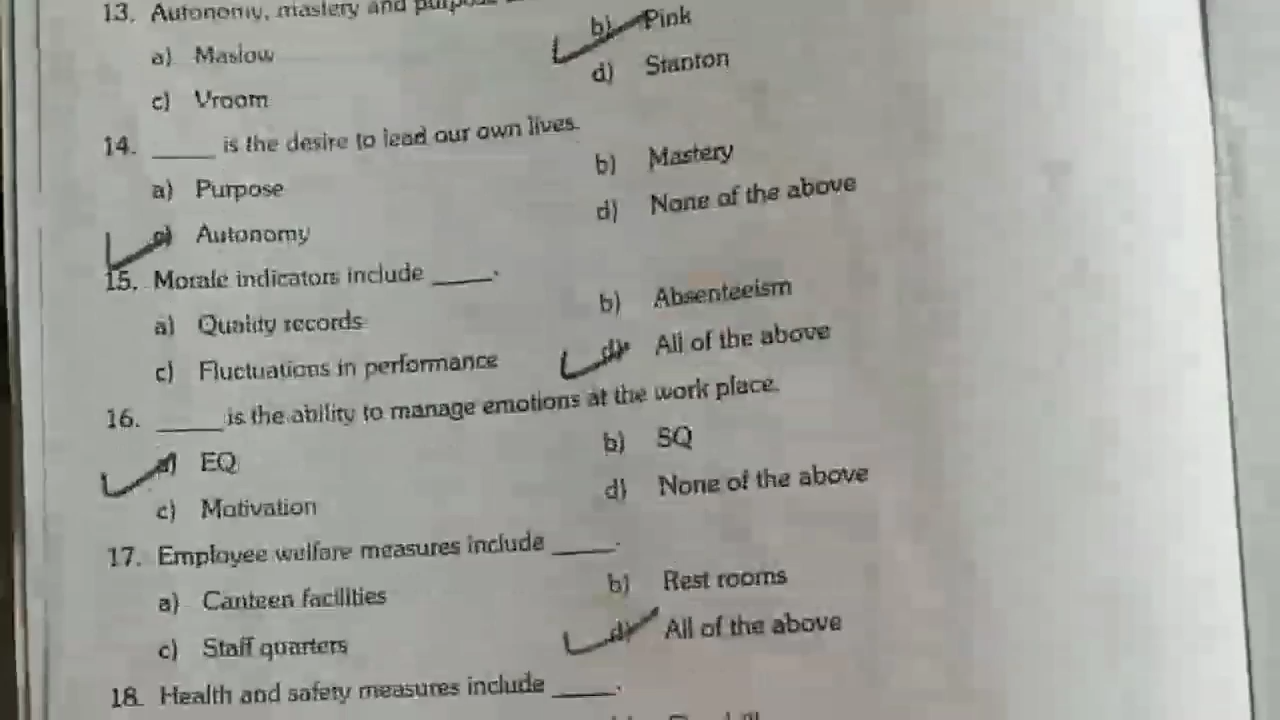 13. Autonomy, mastery and
a) Maslow
b) Pink
c) Vroom
d) Stanton
14. _____ is the desire to lead our own lives.
a) Purpose
b) Mastery
c) Autonomy
d) None of the above
15. Morale indicators include _____.
a) Quality records
b) Absenteeism
c) Fluctuations in performance
d) All of the above
16. _____ is the ability to manage emotions at the work place.
a) EQ
b) SQ
c) Motivation
d) None of the above
17. Employee welfare measures include _____.
a) Canteen facilities
b) Rest rooms
c) Staff quarters
d) All of the above
18. Health and safety measures include _____.